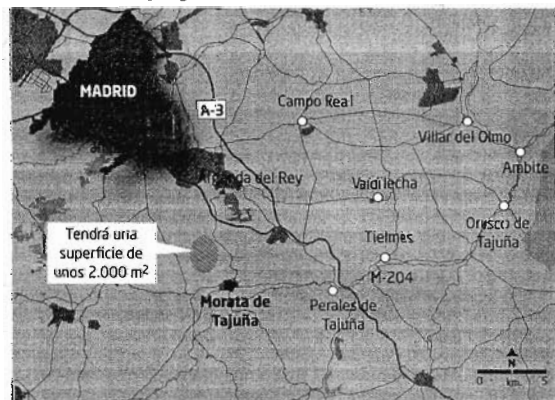 MADRID
A-3
Campo Real
Villar del Olmo
Ambite
Arganda del Rey
Valdilecha
Orusco de
Tajuña
Tendrá una
superficie de
unos 2.000 m²
Tielmes
M-204
Morata de
Tajuña
Perales de
Tajuña
N
0 km. 5